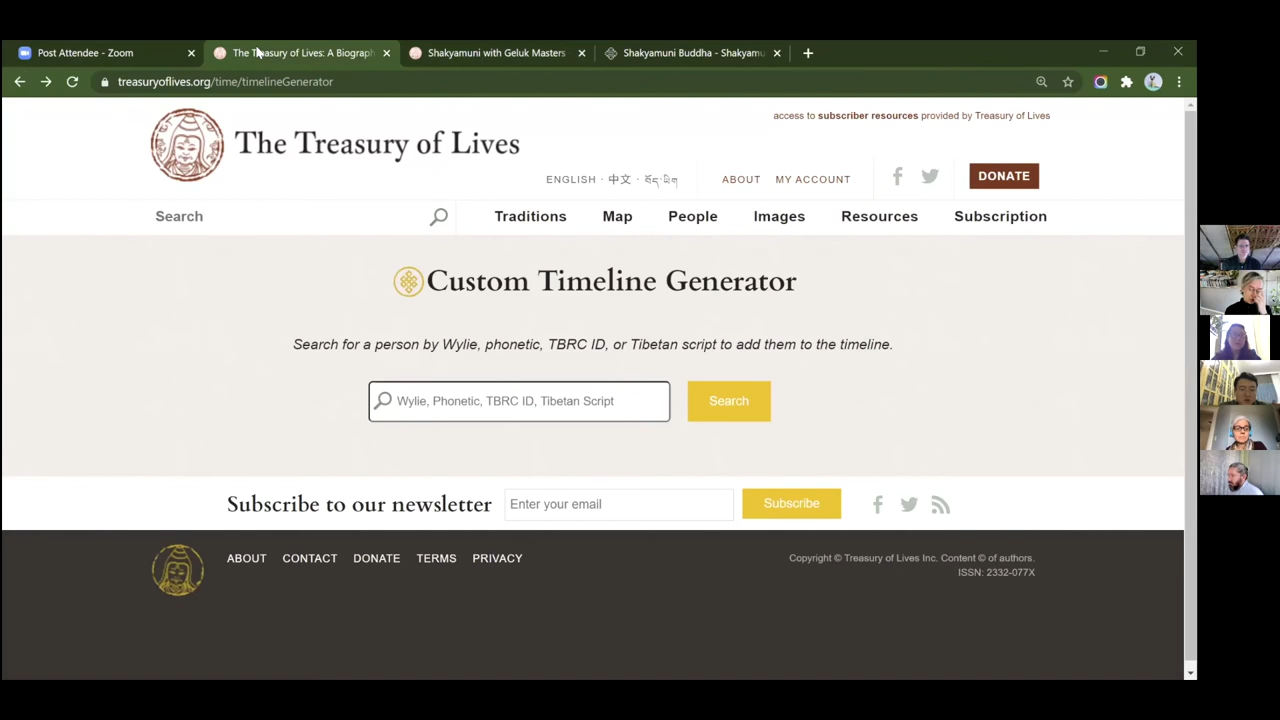 Post Attendee - Zoom
The Treasury of Lives: A Biograph
Shakyamuni with Geluk Masters
Shakyamuni Buddha - Shakyamu
treasuryoflives.org/time/timelineGenerator
access to subscriber resources provided by Treasury of Lives
The Treasury of Lives
ENGLISH · 中文 · བོད་ཡིག
ABOUT
MY ACCOUNT
DONATE
Search
Traditions
Map
People
Images
Resources
Subscription
Custom Timeline Generator
Search for a person by Wylie, phonetic, TBRC ID, or Tibetan script to add them to the timeline.
Wylie, Phonetic, TBRC ID, Tibetan Script
Search
Subscribe to our newsletter
Enter your email
Subscribe
ABOUT
CONTACT
DONATE
TERMS
PRIVACY
Copyright © Treasury of Lives Inc. Content © of authors.
ISSN: 2332-077X